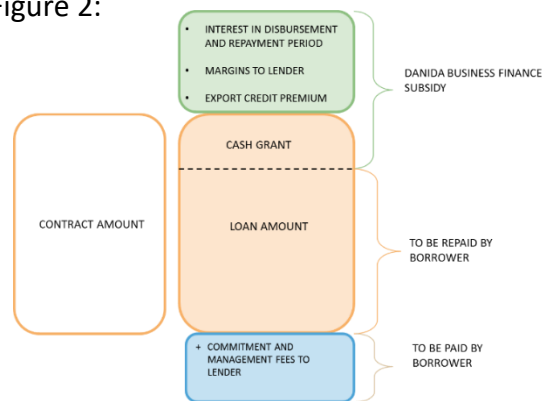 Figure 2:
• INTEREST IN DISBURSEMENT
AND REPAYMENT PERIOD
• MARGINS TO LENDER
• EXPORT CREDIT PREMIUM
DANIDA BUSINESS FINANCE
SUBSIDY
CASH GRANT
CONTRACT AMOUNT
LOAN AMOUNT
TO BE REPAID BY
BORROWER
+ COMMITMENT AND
MANAGEMENT FEES TO
LENDER
TO BE PAID BY
BORROWER